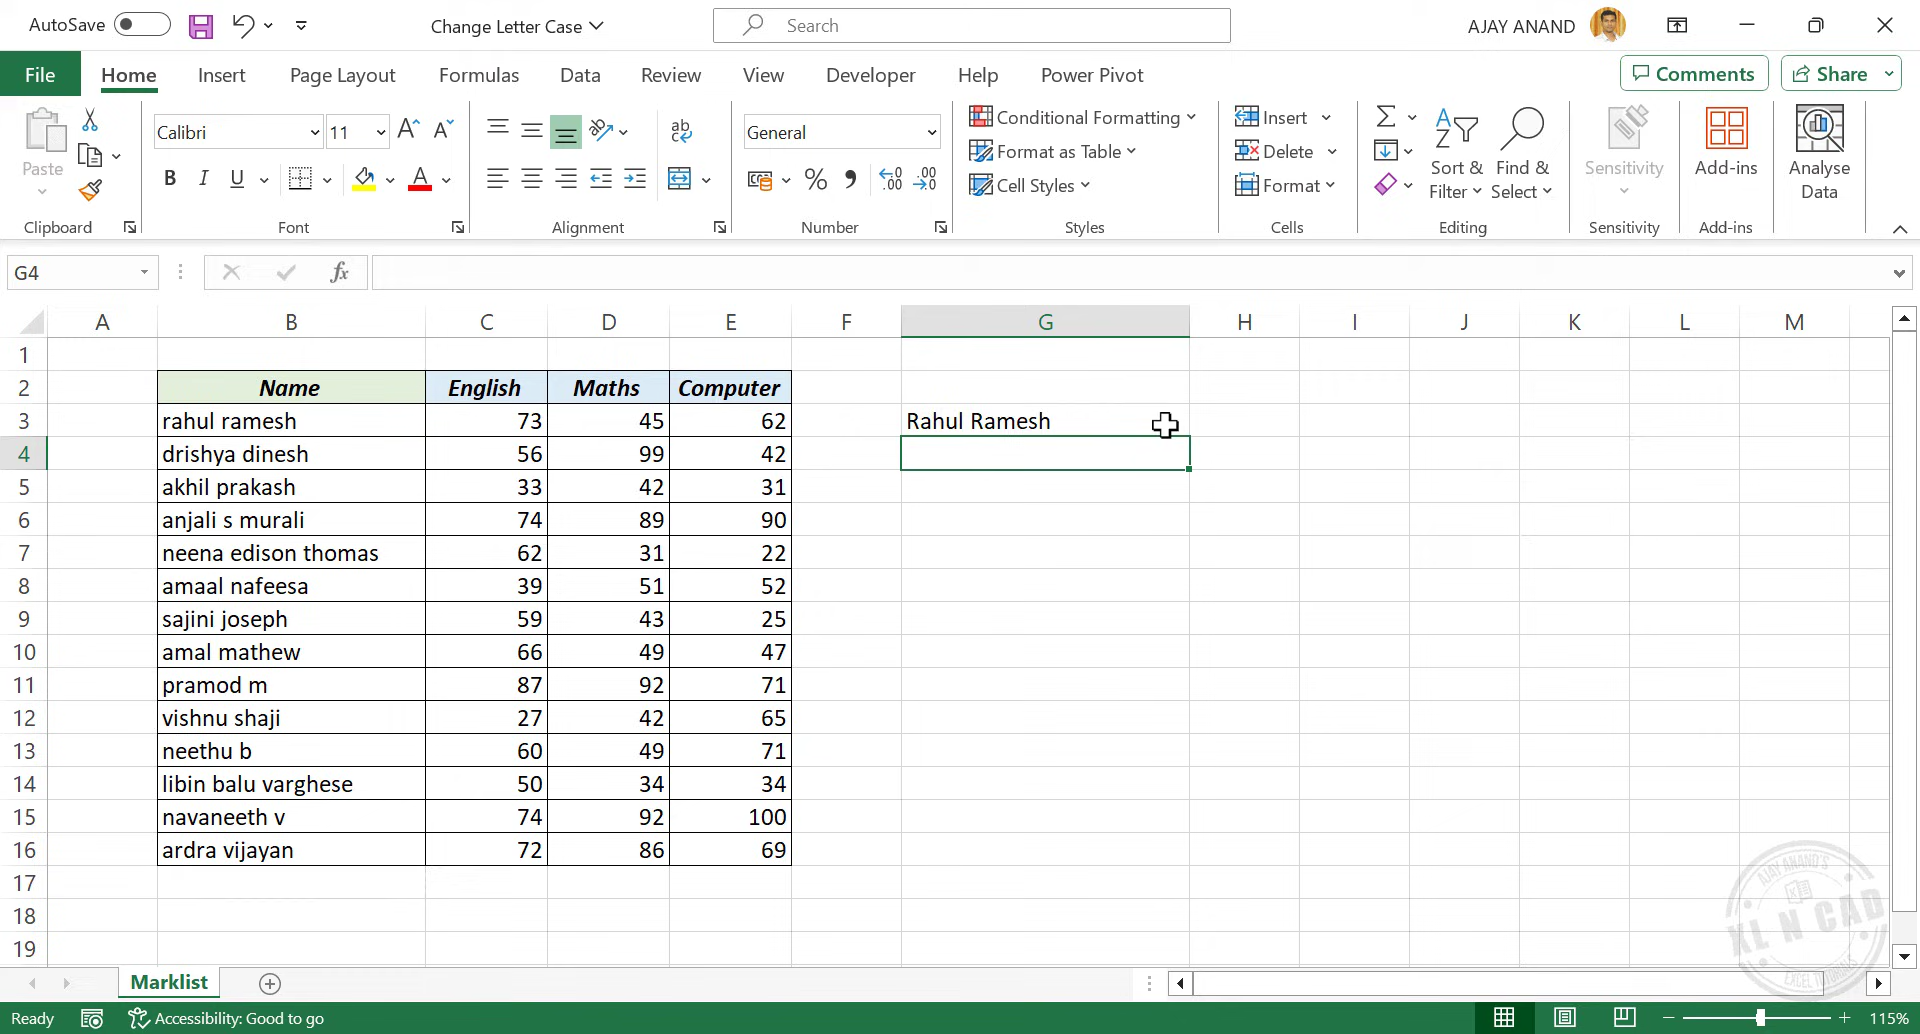 AutoSave
Change Letter Case
Search
AJAY ANAND
File Home Insert Page Layout Formulas Data Review View Developer Help Power Pivot
Comments Share
Paste
Calibri 11
B I U A
ab
General
Conditional Formatting
Format as Table
Cell Styles
Insert
Delete
Format
Sort & Filter
Find & Select
Sensitivity
Add-ins
Analyse Data
Clipboard Font Alignment Number Styles Cells Editing Sensitivity Add-ins
G4 fx
A B C D E F G H I J K L M
1
2 Name English Maths Computer
3 rahul ramesh 73 45 62 Rahul Ramesh
4 drishya dinesh 56 99 42
5 akhil prakash 33 42 31
6 anjali s murali 74 89 90
7 neena edison thomas 62 31 22
8 amaal nafeesa 39 51 52
9 sajini joseph 59 43 25
10 amal mathew 66 49 47
11 pramod m 87 92 71
12 vishnu shaji 27 42 65
13 neethu b 60 49 71
14 libin balu varghese 50 34 34
15 navaneeth v 74 92 100
16 ardra vijayan 72 86 69
17
18
19
AJAY ANAND'S
XL N CAD
EXCEL TUTORIALS
Marklist
Ready Accessibility: Good to go 115%